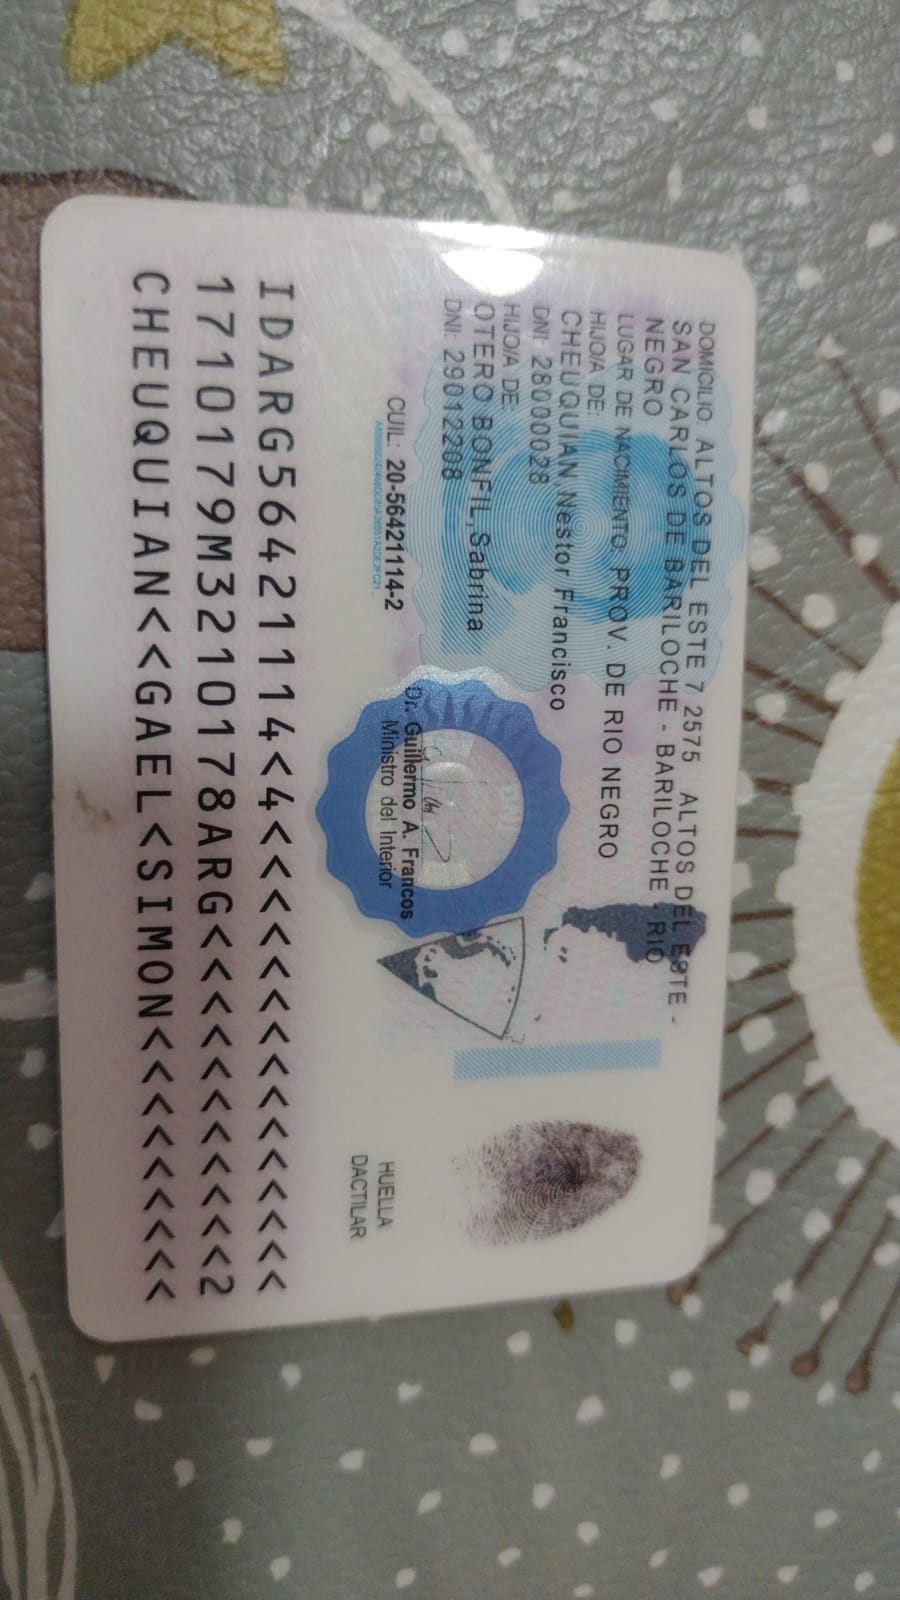 DOMICILIO: ALTOS DEL ESTE 7 2575 ALTOS DEL ESTE -
SAN CARLOS DE BARILOCHE - BARILOCHE - RIO
NEGRO
LUGAR DE NACIMIENTO: PROV. DE RIO NEGRO
HIJO/A DE:
CHEUQUIAN Nestor Francisco
DNI: 28000028
HIJO/A DE:
OTERO BONFIL, Sabrina
DNI: 29012208
CUIL: 20-56421114-2
Dr. Guillermo A. Francos
Ministro del Interior
HUELLA
DACTILAR
IDARG56421114<4<<<<<<<<<<<<<<<
1710179M3210178ARG<<<<<<<<<<<2
CHEUQUIAN<<GAEL<SIMON<<<<<<<<<